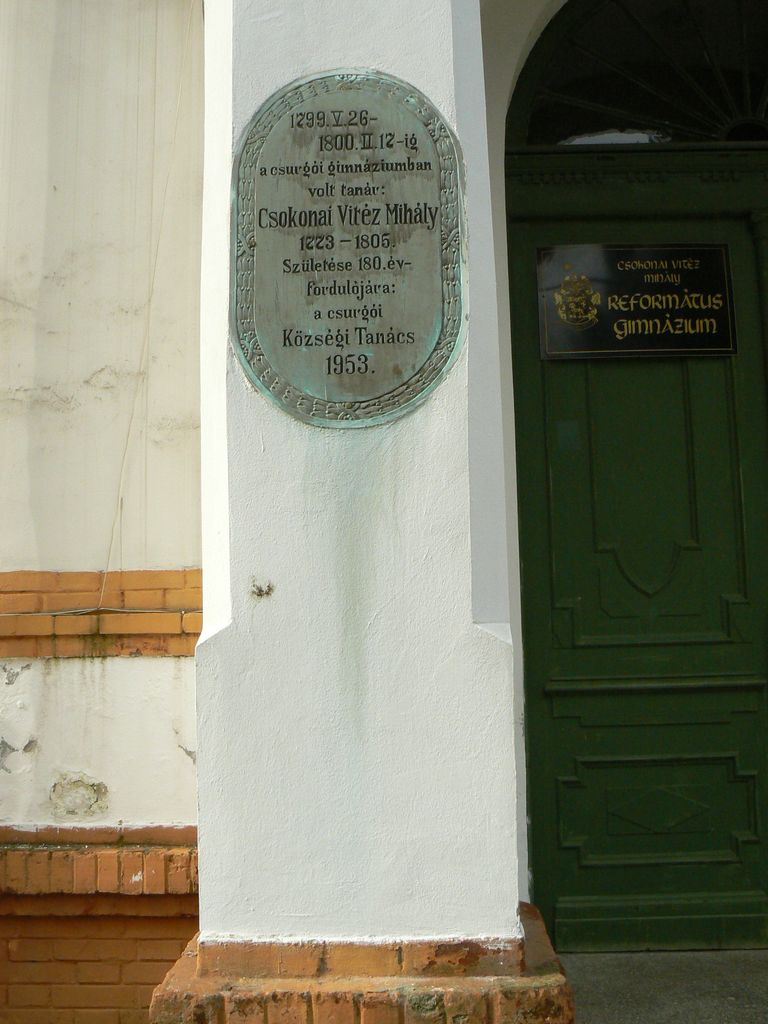 1799.V.26-
1800.II.17-ig
a csurgói gimnáziumban
volt tanár:
Csokonai Vitéz Mihály
1773 – 1805.
Születése 180.év-
fordulójára:
a csurgói
Községi Tanács
1953.
CSOKONAI VITÉZ
MIHÁLY
REFORMÁTUS
GIMNÁZIUM